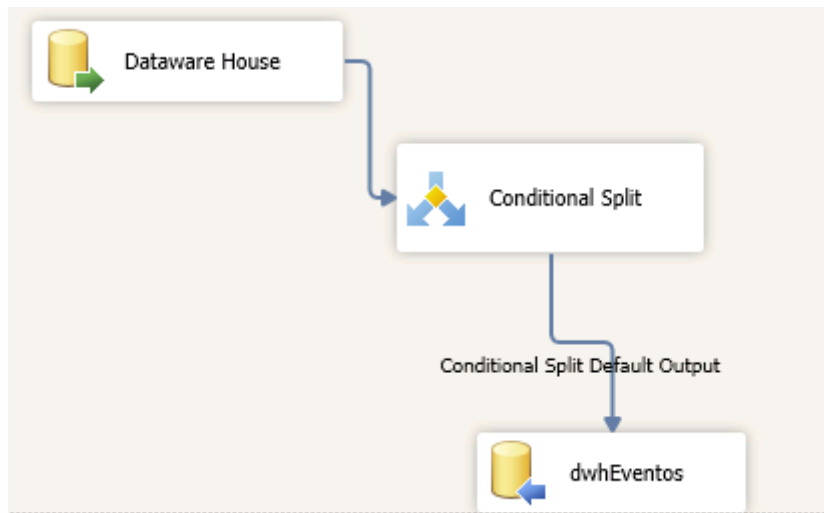 Dataware House
Conditional Split
Conditional Split Default Output
dwhEventos